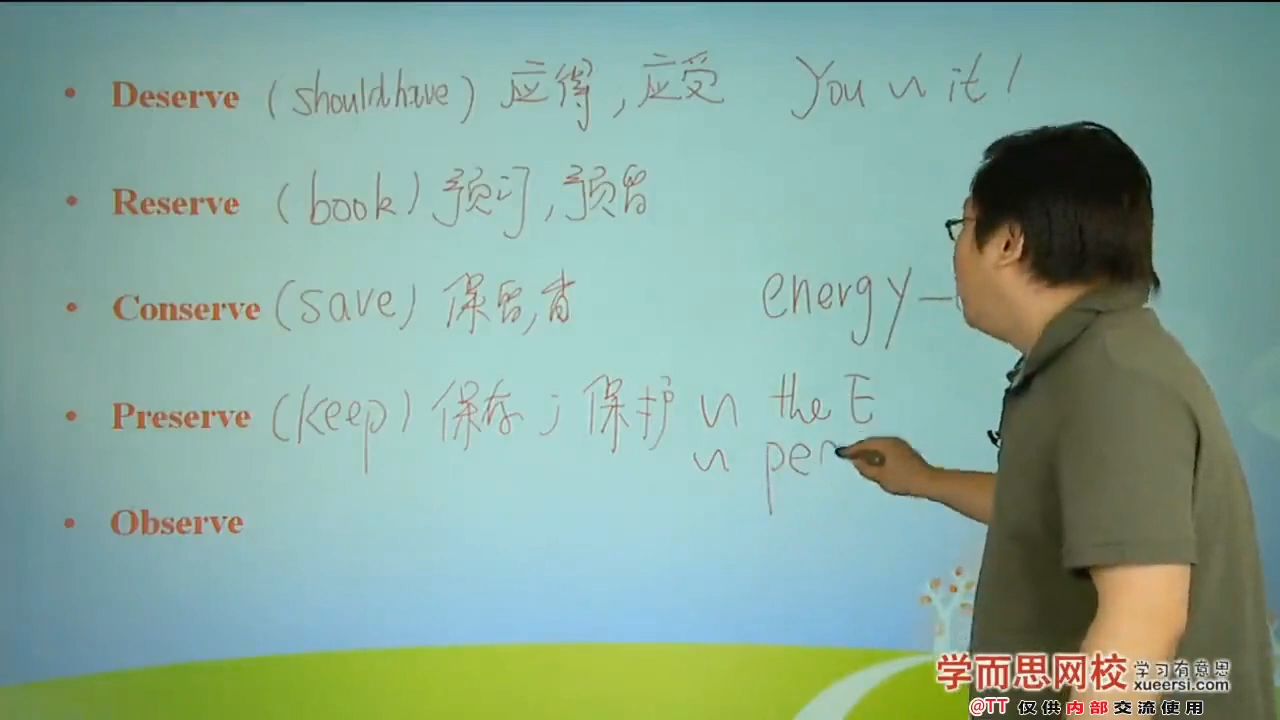 • Deserve (should have) 应得，应受 You ~ it!
• Reserve (book) 预订，预留
• Conserve (save) 保留，省 energy —
• Preserve (keep) 保存；保护 ~ the E
~ per
• Observe
学而思网校 学习有意思
xueersi.com
@TT 仅供内部交流使用